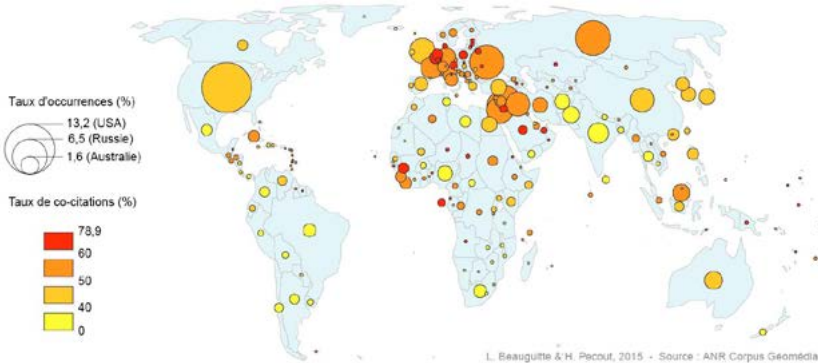 Taux d'occurrences (%)
13,2 (USA)
6,5 (Russie)
1,6 (Australie)
Taux de co-citations (%)
78,9
60
50
40
0
L. Beauguitte & H. Pecout, 2015 - Source : ANR Corpus Géomédia